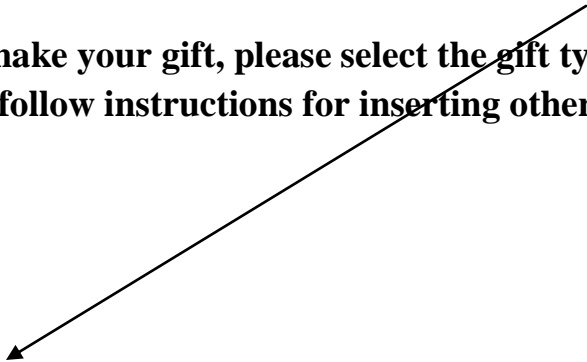 make your gift, please select the gift ty
follow instructions for inserting other